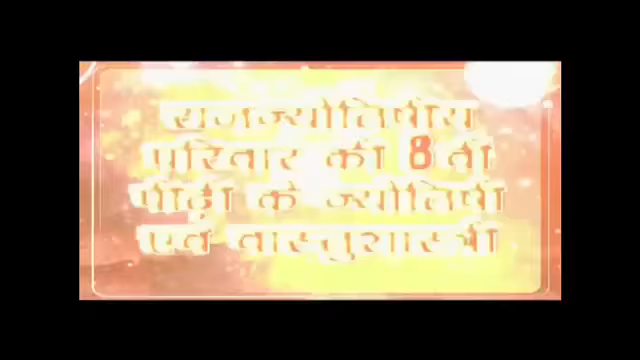 राजज्योतिषीय
परिवार की 8 वी
पीढ़ी के ज्योतिषी
एवं वास्तुशास्त्री